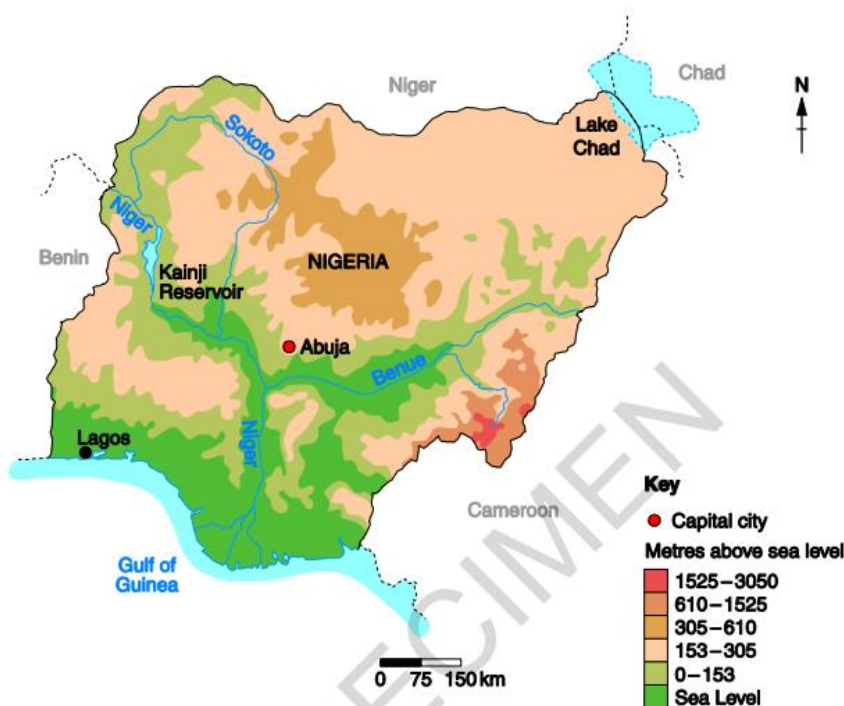 Niger
Chad
N
Lake
Chad
Sokoto
Niger
Benin
Kainji
Reservoir
NIGERIA
Abuja
Benue
Niger
Lagos
Cameroon
Gulf of
Guinea
Key
Capital city
Metres above sea level
1525–3050
610–1525
305–610
153–305
0–153
Sea Level
0 75 150 km
ECIMEN